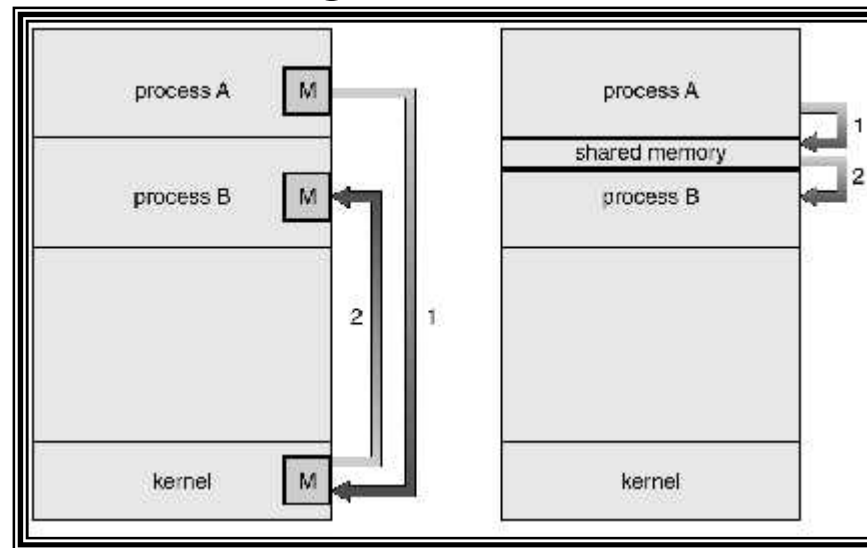 process A
M
process B
M
2
1
kernel
M
process A
1
shared memory
2
process B
kernel